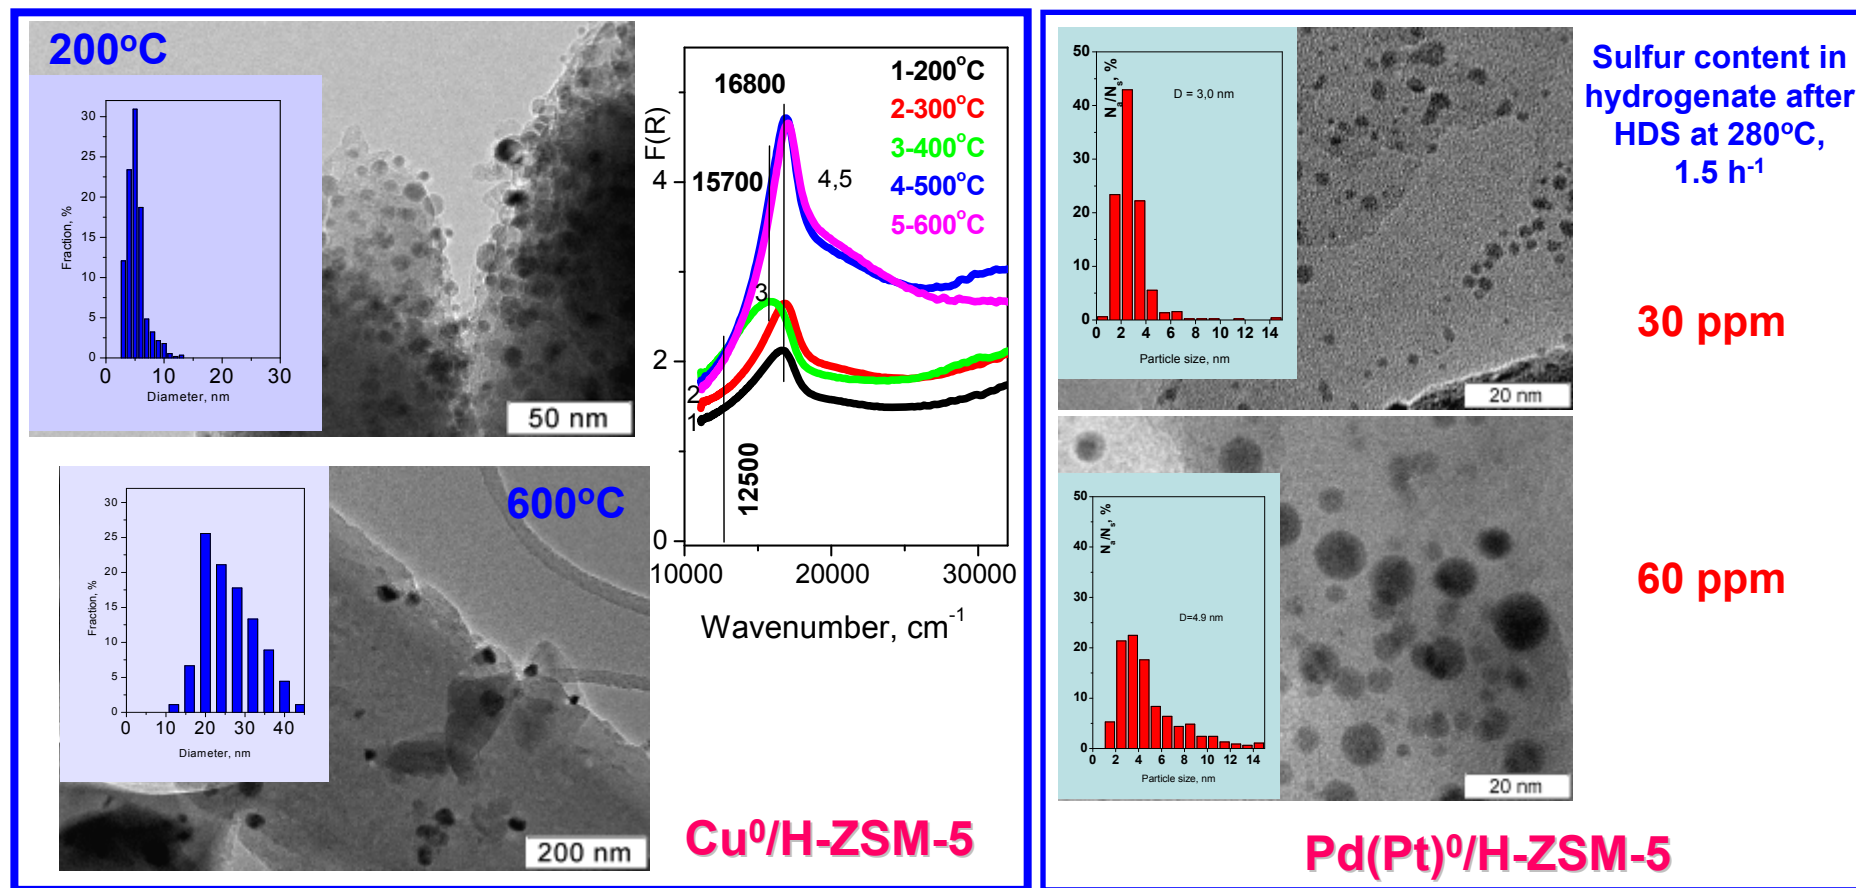 200°C
30
25
20
15
10
5
0
Fraction, %
0 10 20 30
Diameter, nm
50 nm
600°C
30
25
20
15
10
5
0
Fraction, %
0 10 20 30 40
Diameter, nm
200 nm
16800
15700
12500
F(R)
4
2
0
1-200°C
2-300°C
3-400°C
4-500°C
5-600°C
4,5
3
2
1
10000 20000 30000
Wavenumber, cm⁻¹
Cu⁰/H-ZSM-5
50
40
30
20
10
0
Nₐ/Nₛ, %
D = 3,0 nm
0 2 4 6 8 10 12 14
Particle size, nm
20 nm
50
40
30
20
10
0
Nₐ/Nₛ, %
D=4.9 nm
0 2 4 6 8 10 12 14
Particle size, nm
20 nm
Sulfur content in
hydrogenate after
HDS at 280°C,
1.5 h⁻¹
30 ppm
60 ppm
Pd(Pt)⁰/H-ZSM-5